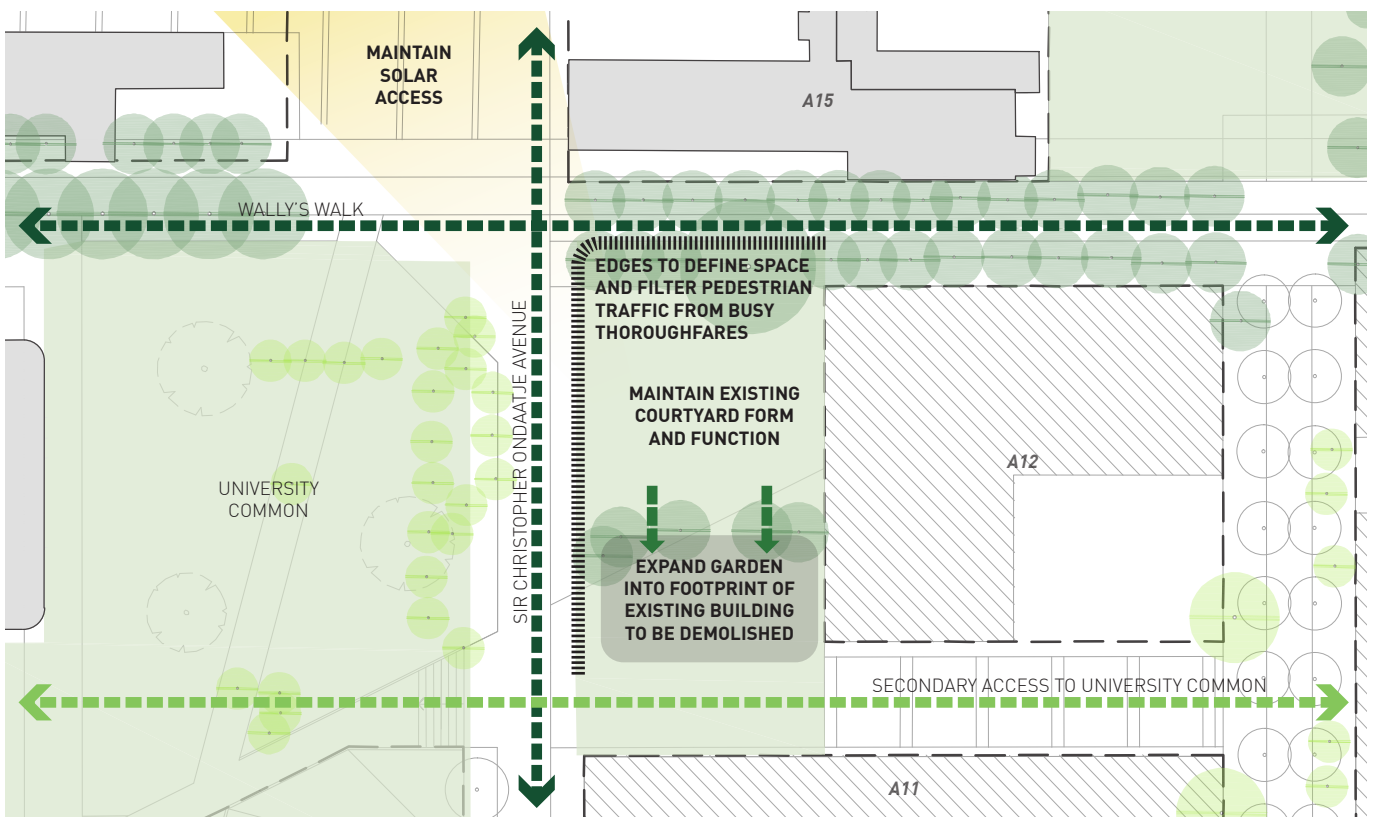 MAINTAIN
SOLAR
ACCESS
A15
WALLY'S WALK
EDGES TO DEFINE SPACE
AND FILTER PEDESTRIAN
TRAFFIC FROM BUSY
THOROUGHFARES
SIR CHRISTOPHER ONDAATJE AVENUE
MAINTAIN EXISTING
COURTYARD FORM
AND FUNCTION
A12
UNIVERSITY
COMMON
EXPAND GARDEN
INTO FOOTPRINT OF
EXISTING BUILDING
TO BE DEMOLISHED
SECONDARY ACCESS TO UNIVERSITY COMMON
A11